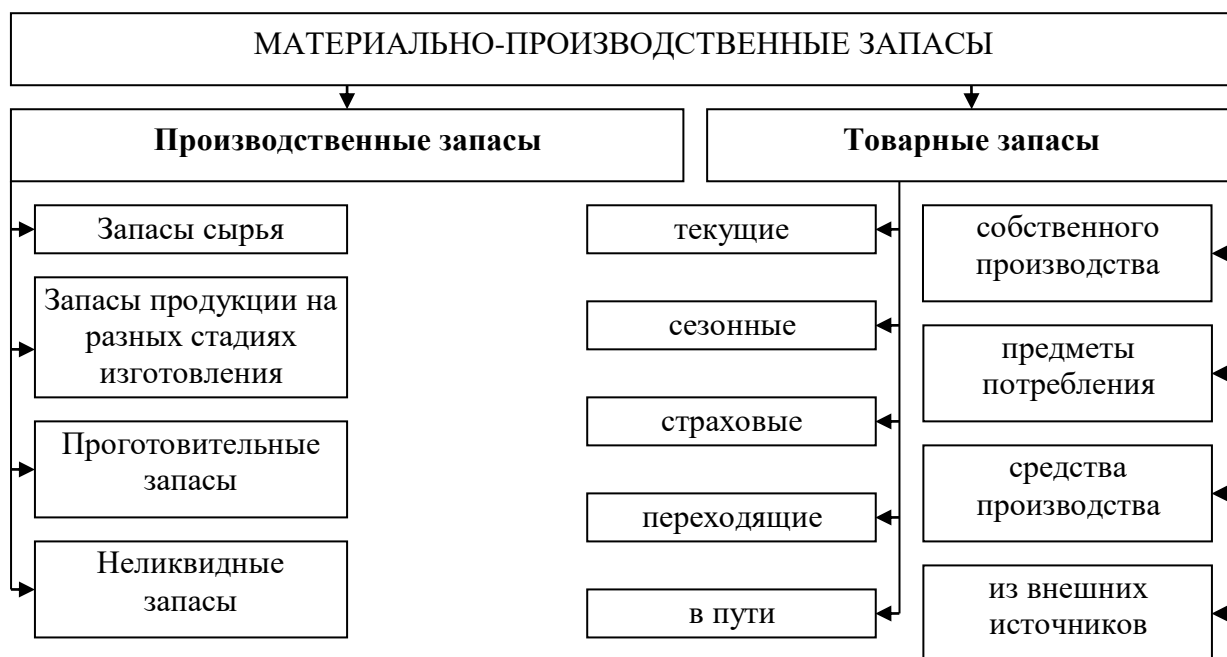 МАТЕРИАЛЬНО-ПРОИЗВОДСТВЕННЫЕ ЗАПАСЫ
Производственные запасы
Товарные запасы
Запасы сырья
Запасы продукции на
разных стадиях
изготовления
Проготовительные
запасы
Неликвидные
запасы
текущие
сезонные
страховые
переходящие
в пути
собственного
производства
предметы
потребления
средства
производства
из внешних
источников